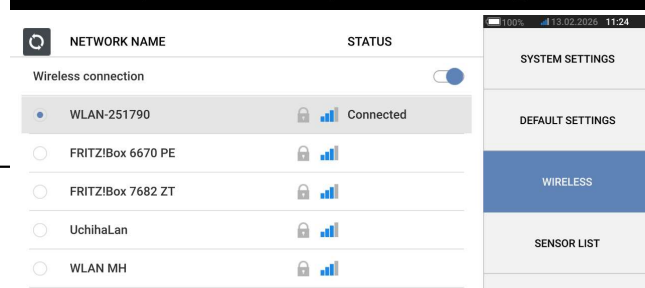 100% 13.02.2026 11:24
NETWORK NAME STATUS
Wireless connection
WLAN-251790 Connected
FRITZ!Box 6670 PE
FRITZ!Box 7682 ZT
UchihaLan
WLAN MH
SYSTEM SETTINGS
DEFAULT SETTINGS
WIRELESS
SENSOR LIST